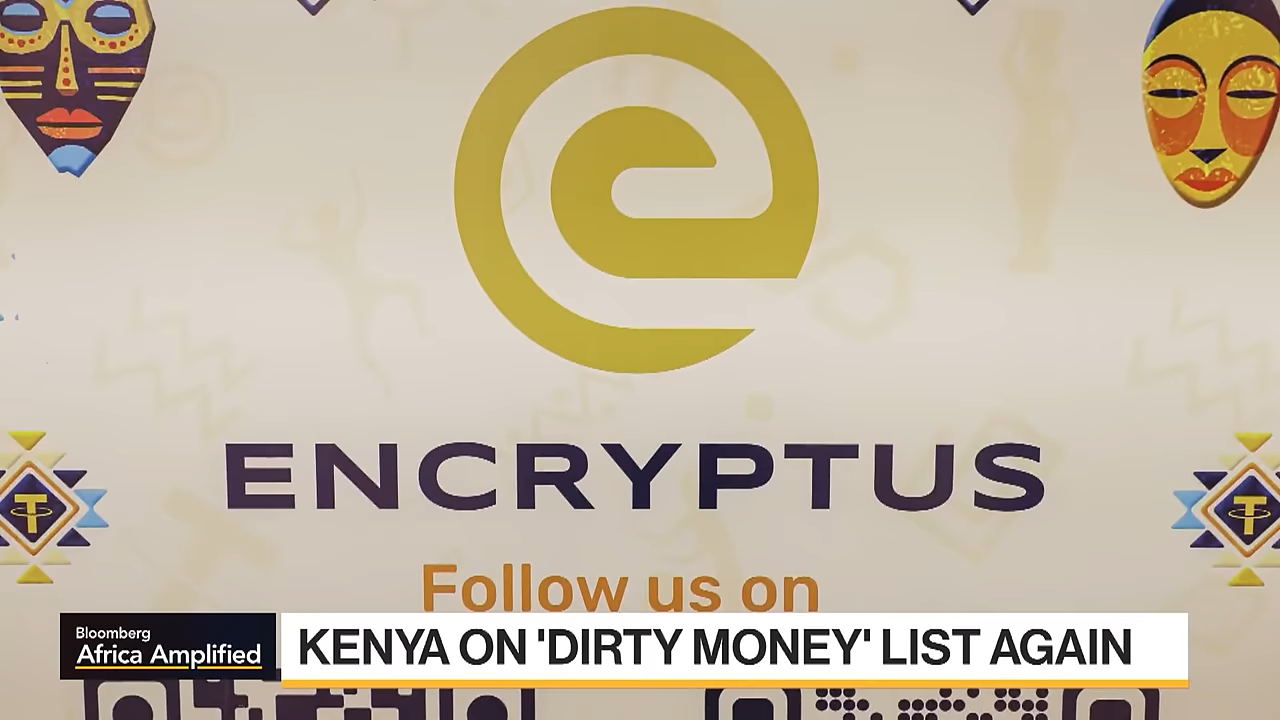 ENCRYPTUS
Follow us on
Bloomberg
Africa Amplified
KENYA ON 'DIRTY MONEY' LIST AGAIN